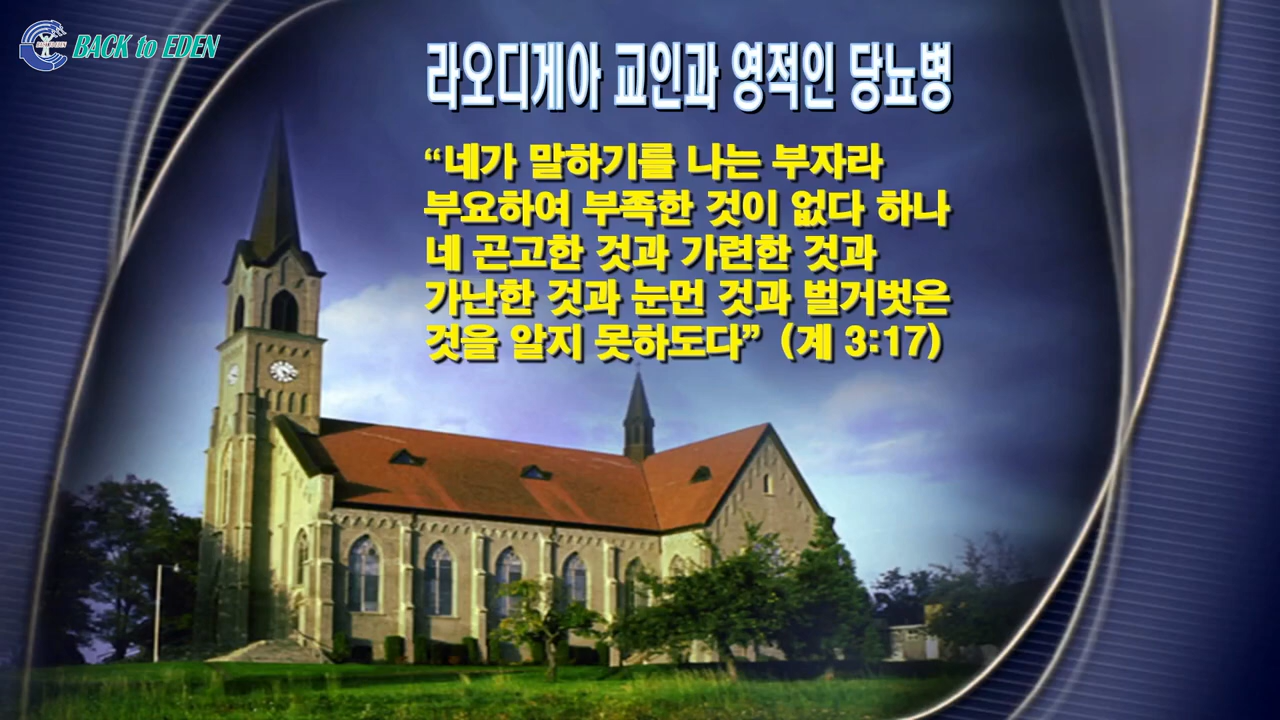 BACK to EDEN
라오디게아 교인과 영적인 당뇨병
“네가 말하기를 나는 부자라
부요하여 부족한 것이 없다 하나
네 곤고한 것과 가련한 것과
가난한 것과 눈먼 것과 벌거벗은
것을 알지 못하도다” (계 3:17)